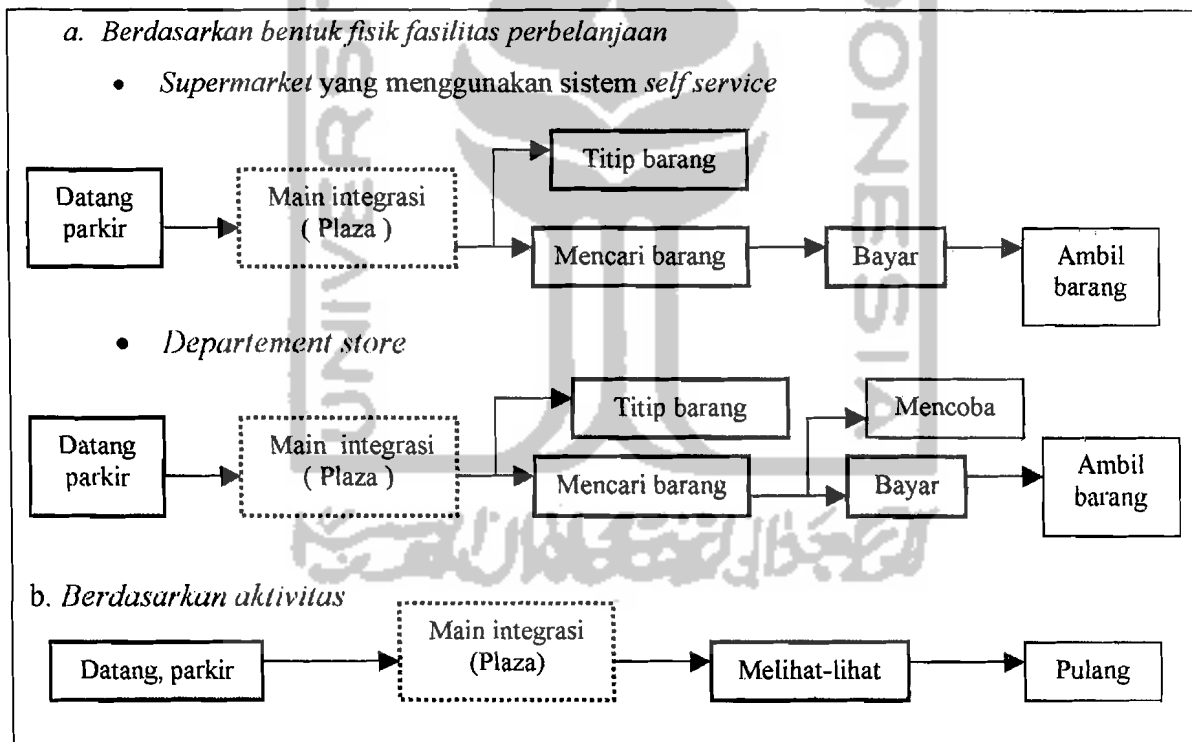 a. Berdasarkan bentuk fisik fasilitas perbelanjaan
• Supermarket yang menggunakan sistem self service
Datang
parkir
Main integrasi
( Plaza )
Titip barang
Mencari barang
Bayar
Ambil
barang
• Departement store
Datang
parkir
Main integrasi
( Plaza )
Titip barang
Mencari barang
Mencoba
Bayar
Ambil
barang
b. Berdasarkan aktivitas
Datang, parkir
Main integrasi
(Plaza)
Melihat-lihat
Pulang